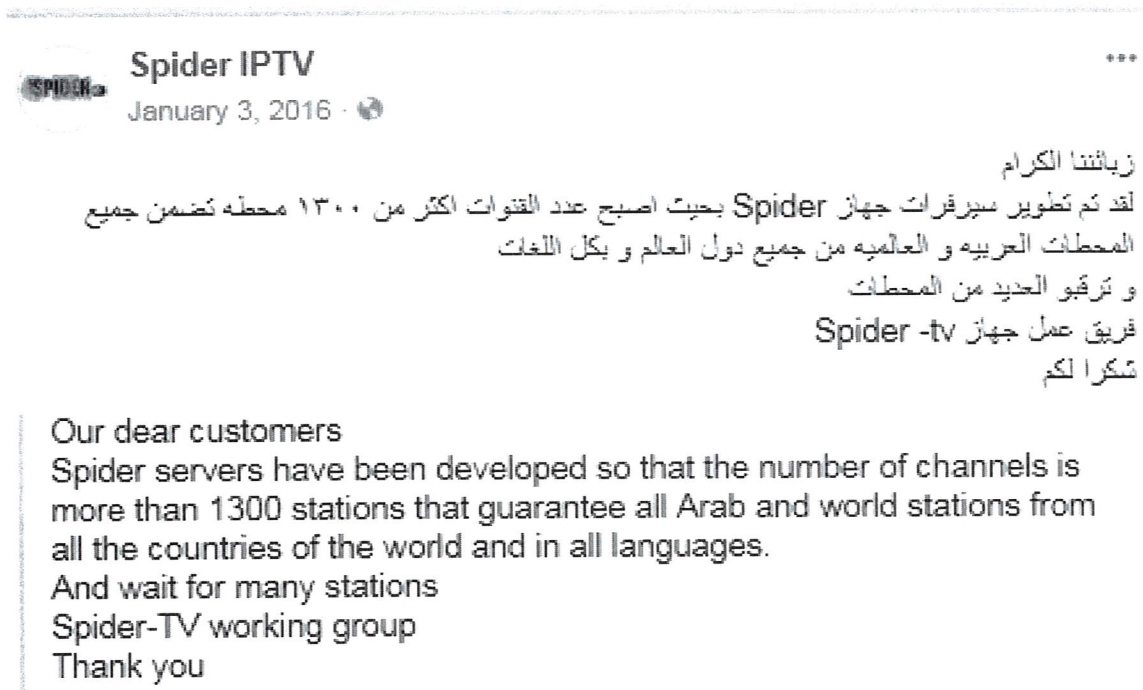 SPIDER
Spider IPTV
January 3, 2016
زبائننا الكرام
لقد تم تطوير سيرفرات جهاز Spider بحيث اصبح عدد القنوات اكثر من ١٣٠٠ محطه تضمن جميع
المحطات العربيه و العالميه من جميع دول العالم و بكل اللغات
و ترقبو العديد من المحطات
فريق عمل جهاز Spider -tv
شكرا لكم
Our dear customers
Spider servers have been developed so that the number of channels is
more than 1300 stations that guarantee all Arab and world stations from
all the countries of the world and in all languages.
And wait for many stations
Spider-TV working group
Thank you